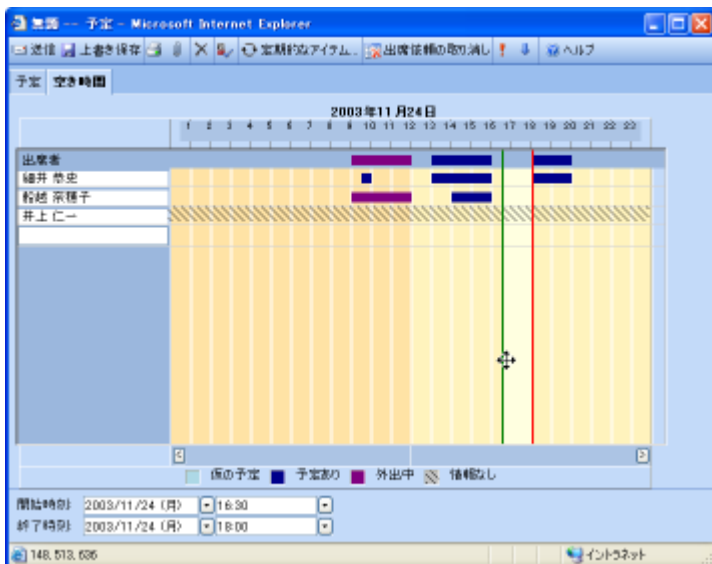 無題 -- 予定 - Microsoft Internet Explorer
送信 上書き保存 定期的なアイテム... 出席依頼の取り消し ヘルプ
予定 空き時間
2003年11月24日
1 2 3 4 5 6 7 8 9 10 11 12 13 14 15 16 17 18 19 20 21 22 23
出席者
細井 恭史
船越 奈穂子
井上 仁一
仮の予定 予定あり 外出中 情報なし
開始時刻: 2003/11/24 (月) 16:30
終了時刻: 2003/11/24 (月) 18:00
148, 513, 636 イントラネット